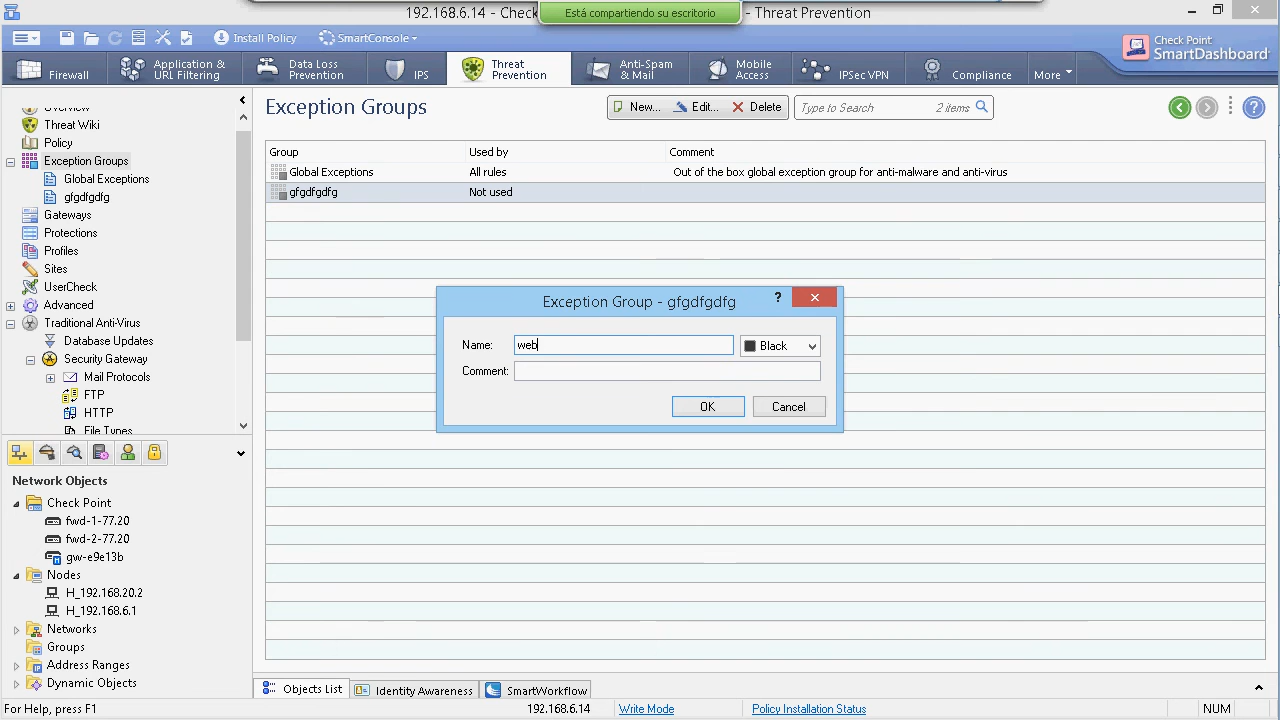 192.168.6.14 - Check
Está compartiendo su escritorio
- Threat Prevention
Install Policy
SmartConsole
Check Point
SmartDashboard
Firewall
Application &
URL Filtering
Data Loss
Prevention
IPS
Threat
Prevention
Anti-Spam
& Mail
Mobile
Access
IPSec VPN
Compliance
More
Overview
Threat Wiki
Policy
Exception Groups
Global Exceptions
gfgdfgdfg
Gateways
Protections
Profiles
Sites
UserCheck
Advanced
Traditional Anti-Virus
Database Updates
Security Gateway
Mail Protocols
FTP
HTTP
File Types
Network Objects
Check Point
fwd-1-77.20
fwd-2-77.20
gw-e9e13b
Nodes
H_192.168.20.2
H_192.168.6.1
Networks
Groups
Address Ranges
Dynamic Objects
Exception Groups
New... Edit... Delete
Type to Search 2 items
Group Used by Comment
Global Exceptions All rules Out of the box global exception group for anti-malware and anti-virus
gfgdfgdfg Not used
Exception Group - gfgdfgdfg
Name: web Black
Comment:
OK Cancel
Objects List Identity Awareness SmartWorkflow
For Help, press F1 192.168.6.14 Write Mode Policy Installation Status NUM